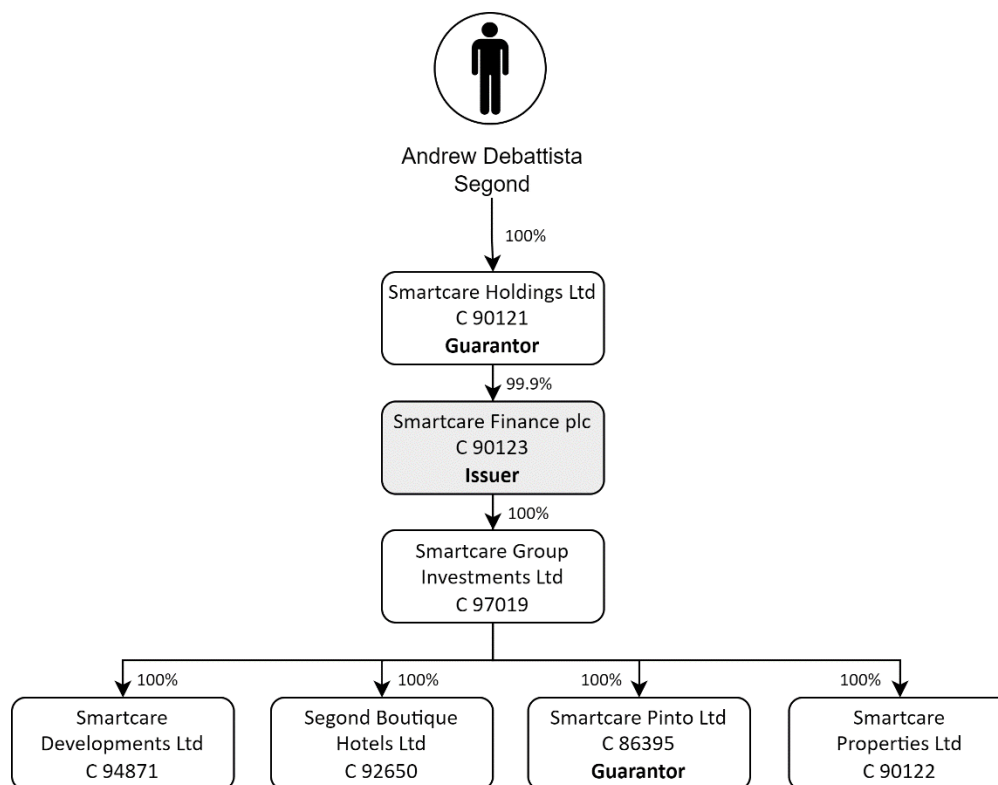 Andrew Debattista
Segond
100%
Smartcare Holdings Ltd
C 90121
Guarantor
99.9%
Smartcare Finance plc
C 90123
Issuer
100%
Smartcare Group
Investments Ltd
C 97019
100%
100%
100%
100%
Smartcare
Developments Ltd
C 94871
Segond Boutique
Hotels Ltd
C 92650
Smartcare Pinto Ltd
C 86395
Guarantor
Smartcare
Properties Ltd
C 90122